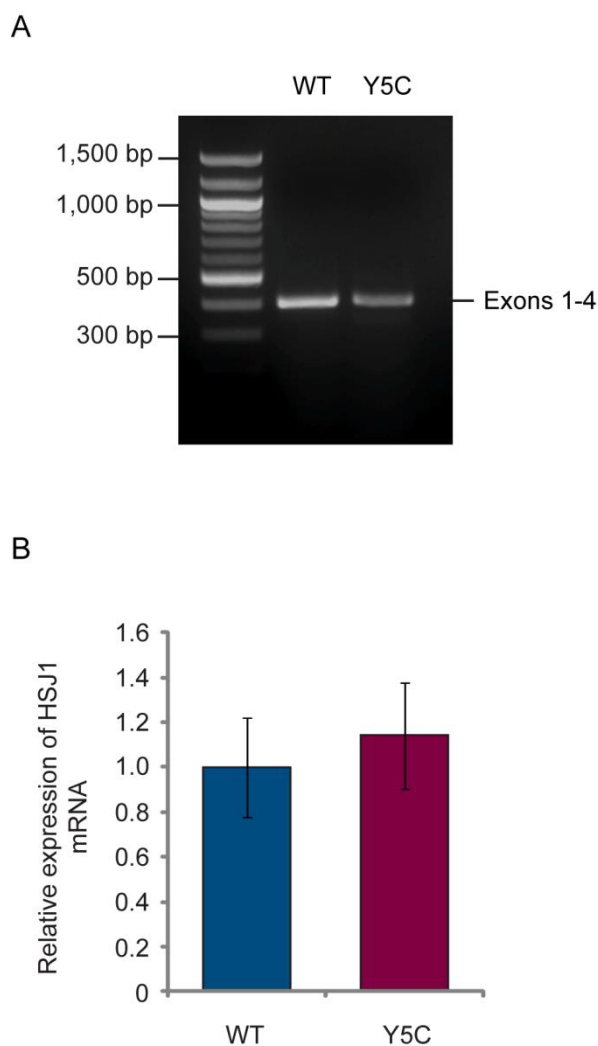 A
WT Y5C
1,500 bp
1,000 bp
500 bp
Exons 1-4
300 bp
B
Relative expression of HSJ1
mRNA
1.6
1.4
1.2
1.0
0.8
0.6
0.4
0.2
0
WT Y5C